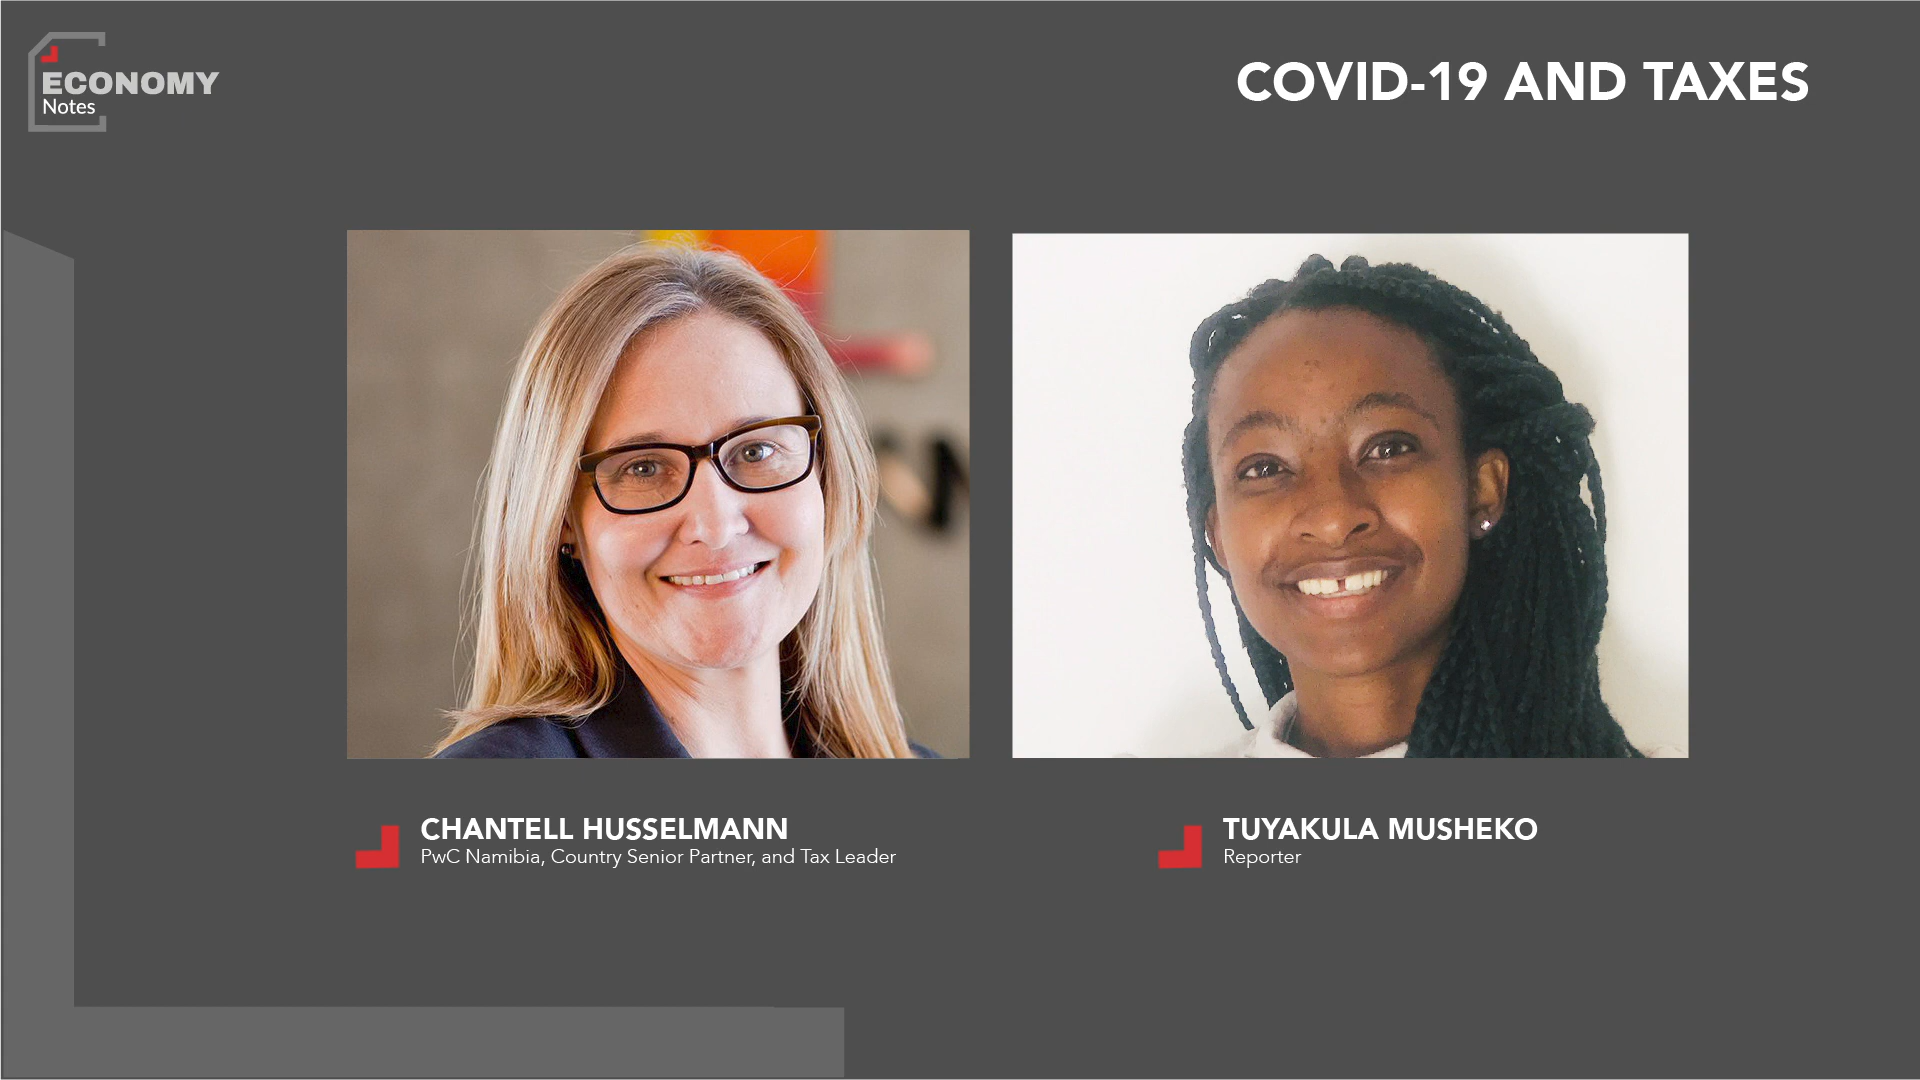 ECONOMY
Notes
COVID-19 AND TAXES
CHANTELL HUSSELMANN
PwC Namibia, Country Senior Partner, and Tax Leader
TUYAKULA MUSHEKO
Reporter